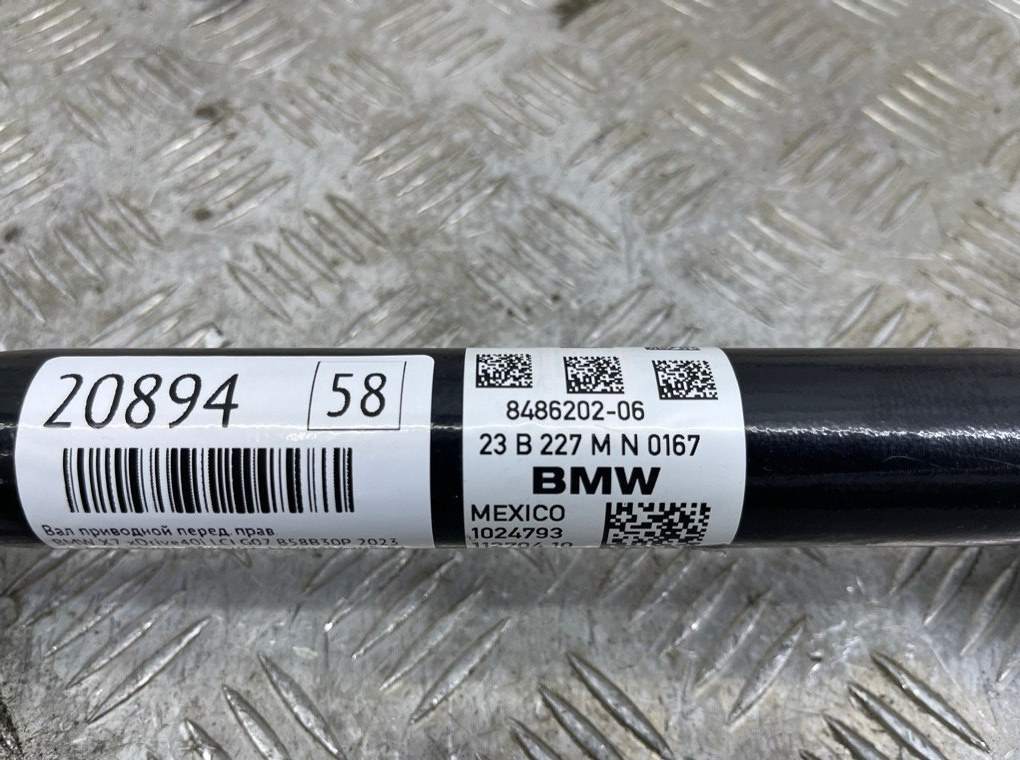 20894 58
Вал приводной перед прав
BMW X7 xDrive40i LCI G07 B58B30P 2023
8486202-06
23 B 227 M N 0167
BMW
MEXICO
1024793